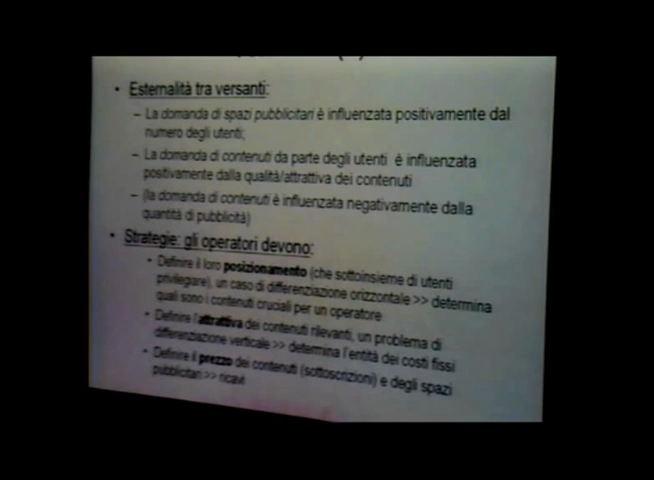 • Esternalità tra versanti:
– La domanda di spazi pubblicitari è influenzata positivamente dal
numero degli utenti;
– La domanda di contenuti da parte degli utenti è influenzata
positivamente dalla qualità/attrattiva dei contenuti
– (la domanda di contenuti è influenzata negativamente dalla
quantità di pubblicità)
• Strategie: gli operatori devono:
• Definire il loro posizionamento (che sottoinsieme di utenti
privilegiare), un caso di differenziazione orizzontale >> determina
quali sono i contenuti cruciali per un operatore
• Definire l'attrattiva dei contenuti rilevanti, un problema di
differenziazione verticale >> determina l'entità dei costi fissi
• Definire il prezzo dei contenuti (sottoscrizioni) e degli spazi
pubblicitari >> ricavi